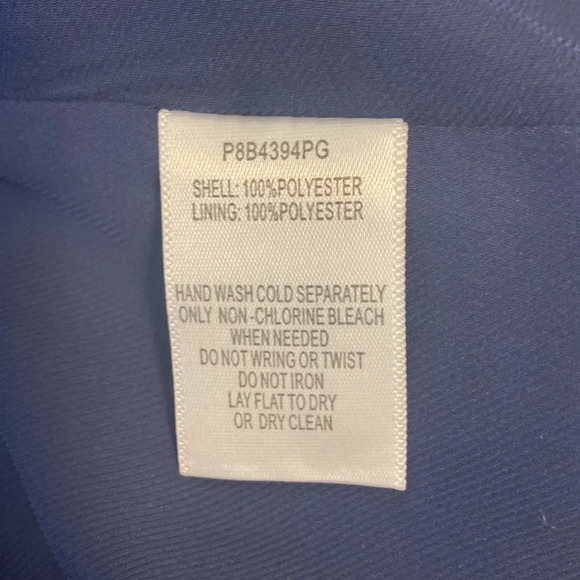 P8B4394PG
SHELL: 100%POLYESTER
LINING: 100%POLYESTER
HAND WASH COLD SEPARATELY
ONLY NON-CHLORINE BLEACH
WHEN NEEDED
DO NOT WRING OR TWIST
DO NOT IRON
LAY FLAT TO DRY
OR DRY CLEAN